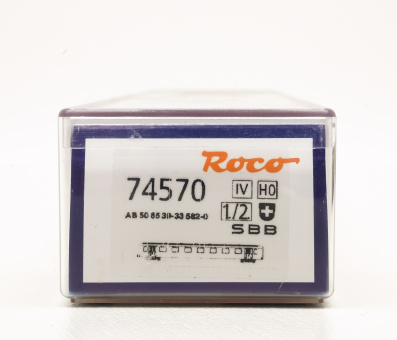 Roco
74570 IV H0
AB 50 85 39-33 582-0 1/2
SBB